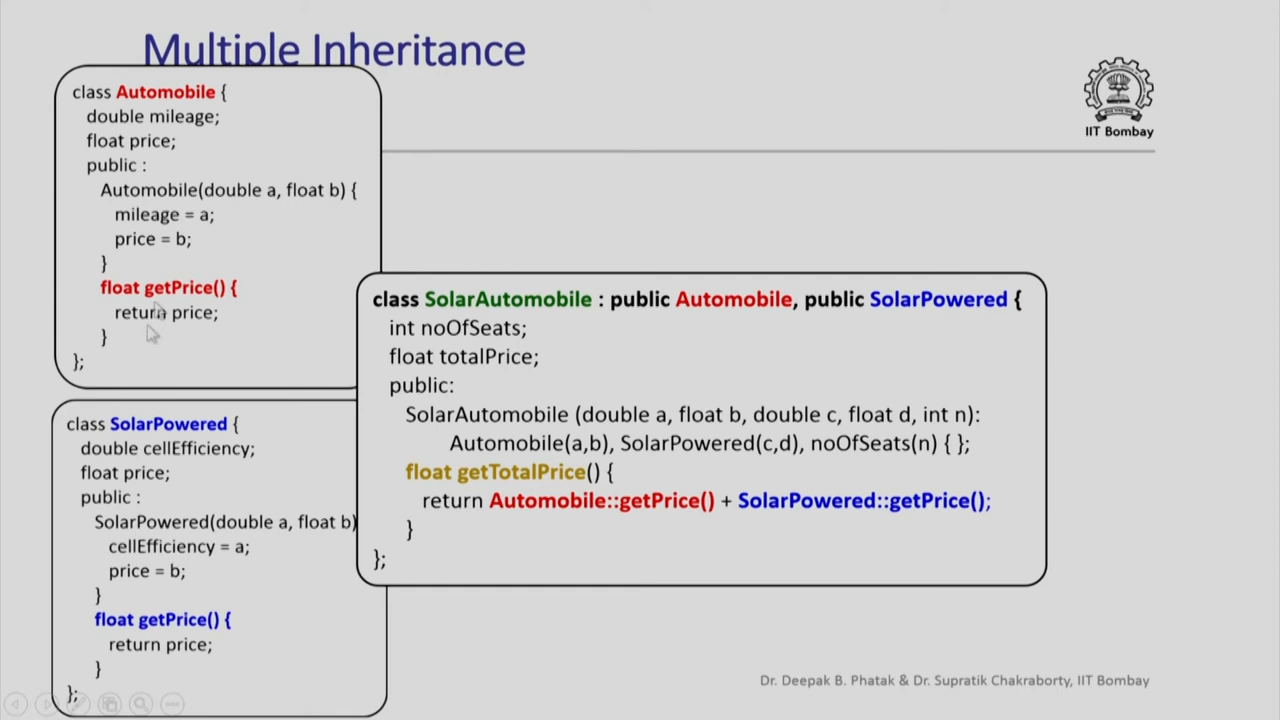 Multiple Inheritance
IIT Bombay
class Automobile {
double mileage;
float price;
public :
Automobile(double a, float b) {
mileage = a;
price = b;
}
float getPrice() {
return price;
}
};
class SolarPowered {
double cellEfficiency;
float price;
public :
SolarPowered(double a, float b)
cellEfficiency = a;
price = b;
}
float getPrice() {
return price;
}
};
class SolarAutomobile : public Automobile, public SolarPowered {
int noOfSeats;
float totalPrice;
public:
SolarAutomobile (double a, float b, double c, float d, int n):
Automobile(a,b), SolarPowered(c,d), noOfSeats(n) { };
float getTotalPrice() {
return Automobile::getPrice() + SolarPowered::getPrice();
}
};
Dr. Deepak B. Phatak & Dr. Supratik Chakraborty, IIT Bombay